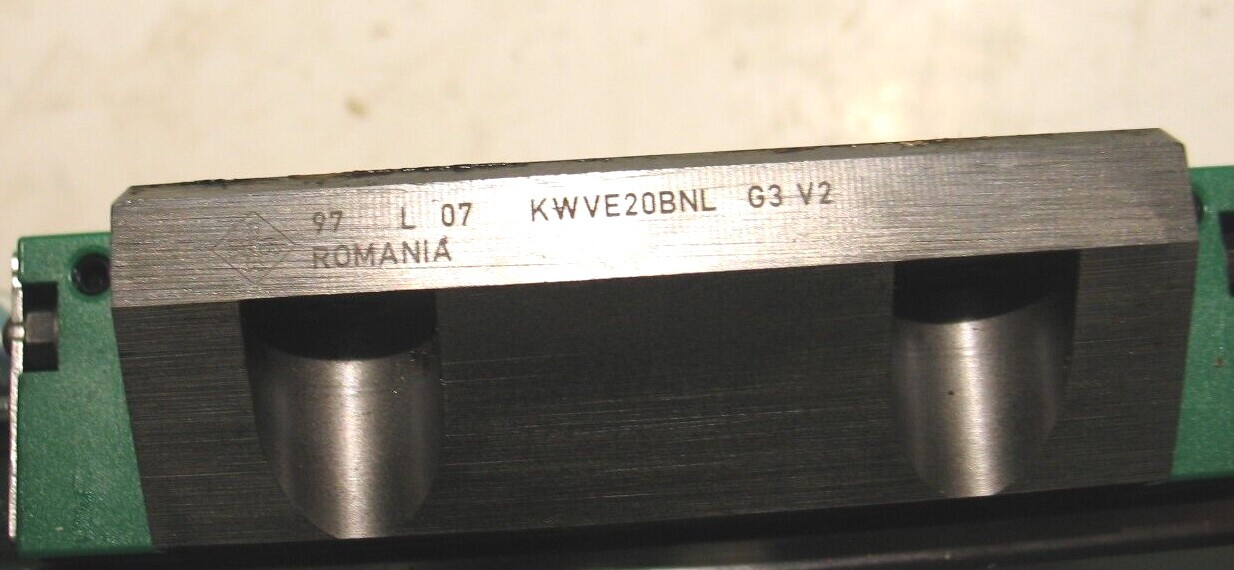 97 L 07 KWVE20BNL G3 V2
ROMANIA